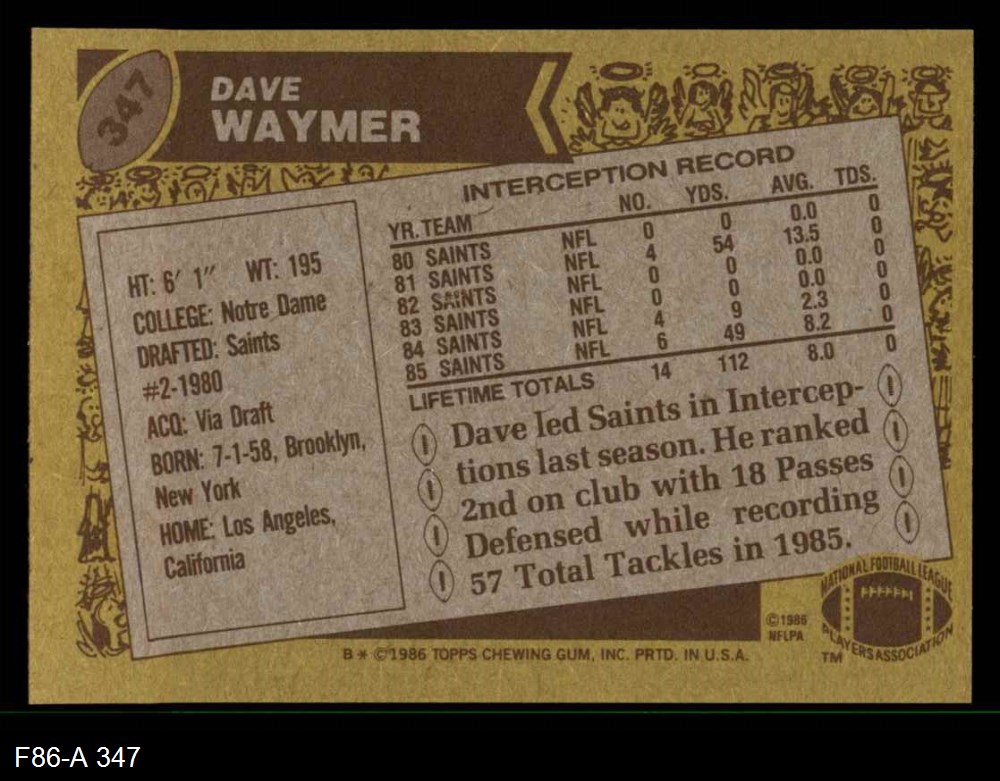 347
DAVE
WAYMER
INTERCEPTION RECORD
YR. TEAM NO. YDS. AVG. TDS.
80 SAINTS NFL 0 0 0.0 0
81 SAINTS NFL 4 54 13.5 0
82 SAINTS NFL 0 0 0.0 0
83 SAINTS NFL 0 0 0.0 0
84 SAINTS NFL 4 9 2.3 0
85 SAINTS NFL 6 49 8.2 0
LIFETIME TOTALS 14 112 8.0 0
HT: 6' 1" WT: 195
COLLEGE: Notre Dame
DRAFTED: Saints
#2-1980
ACQ: Via Draft
BORN: 7-1-58, Brooklyn,
New York
HOME: Los Angeles,
California
Dave led Saints in Intercep-
tions last season. He ranked
2nd on club with 18 Passes
Defensed while recording
57 Total Tackles in 1985.
©1986
NFLPA
NATIONAL FOOTBALL LEAGUE
PLAYERS ASSOCIATION
TM
B * ©1986 TOPPS CHEWING GUM, INC. PRTD. IN U.S.A.
F86-A 347